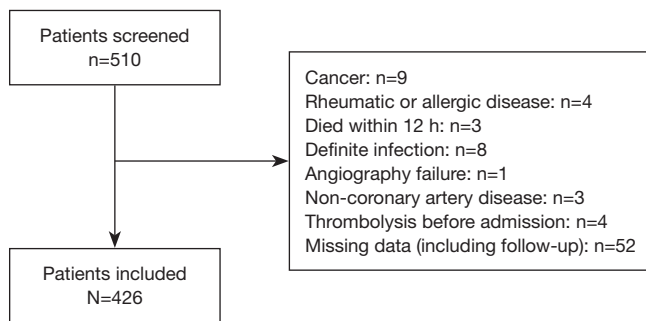 Patients screened
n=510
Cancer: n=9
Rheumatic or allergic disease: n=4
Died within 12 h: n=3
Definite infection: n=8
Angiography failure: n=1
Non-coronary artery disease: n=3
Thrombolysis before admission: n=4
Missing data (including follow-up): n=52
Patients included
N=426